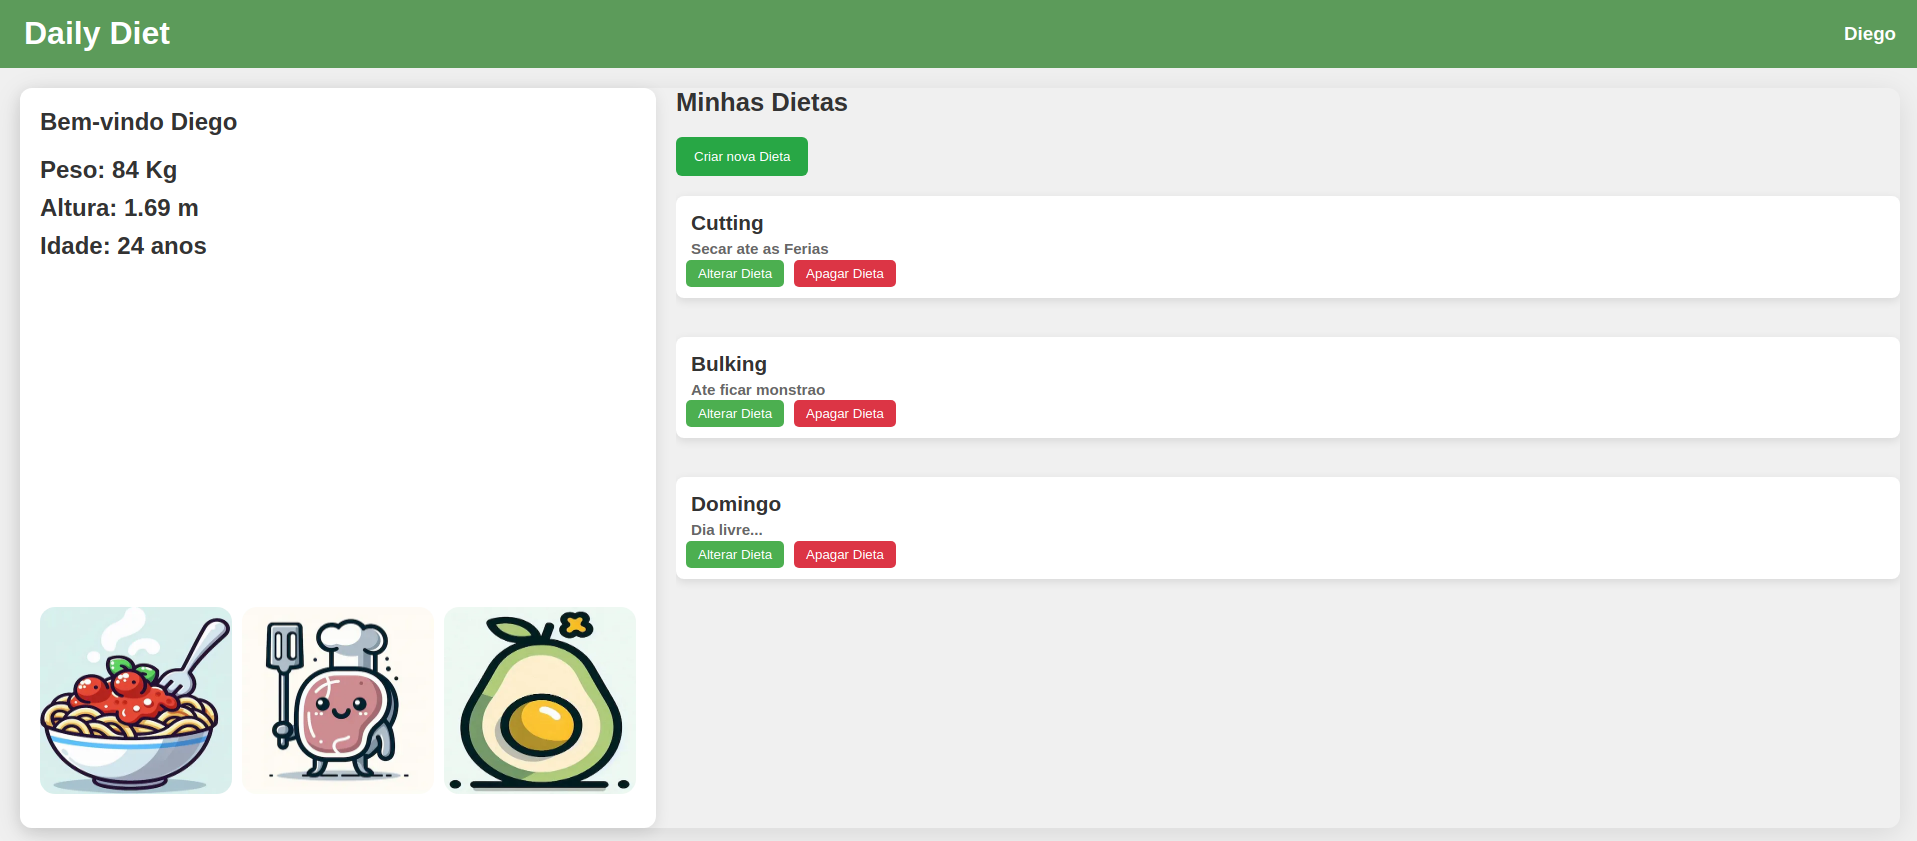 Daily Diet
Diego
Bem-vindo Diego
Peso: 84 Kg
Altura: 1.69 m
Idade: 24 anos
Minhas Dietas
Criar nova Dieta
Cutting
Secar ate as Ferias
Alterar Dieta Apagar Dieta
Bulking
Ate ficar monstrao
Alterar Dieta Apagar Dieta
Domingo
Dia livre...
Alterar Dieta Apagar Dieta